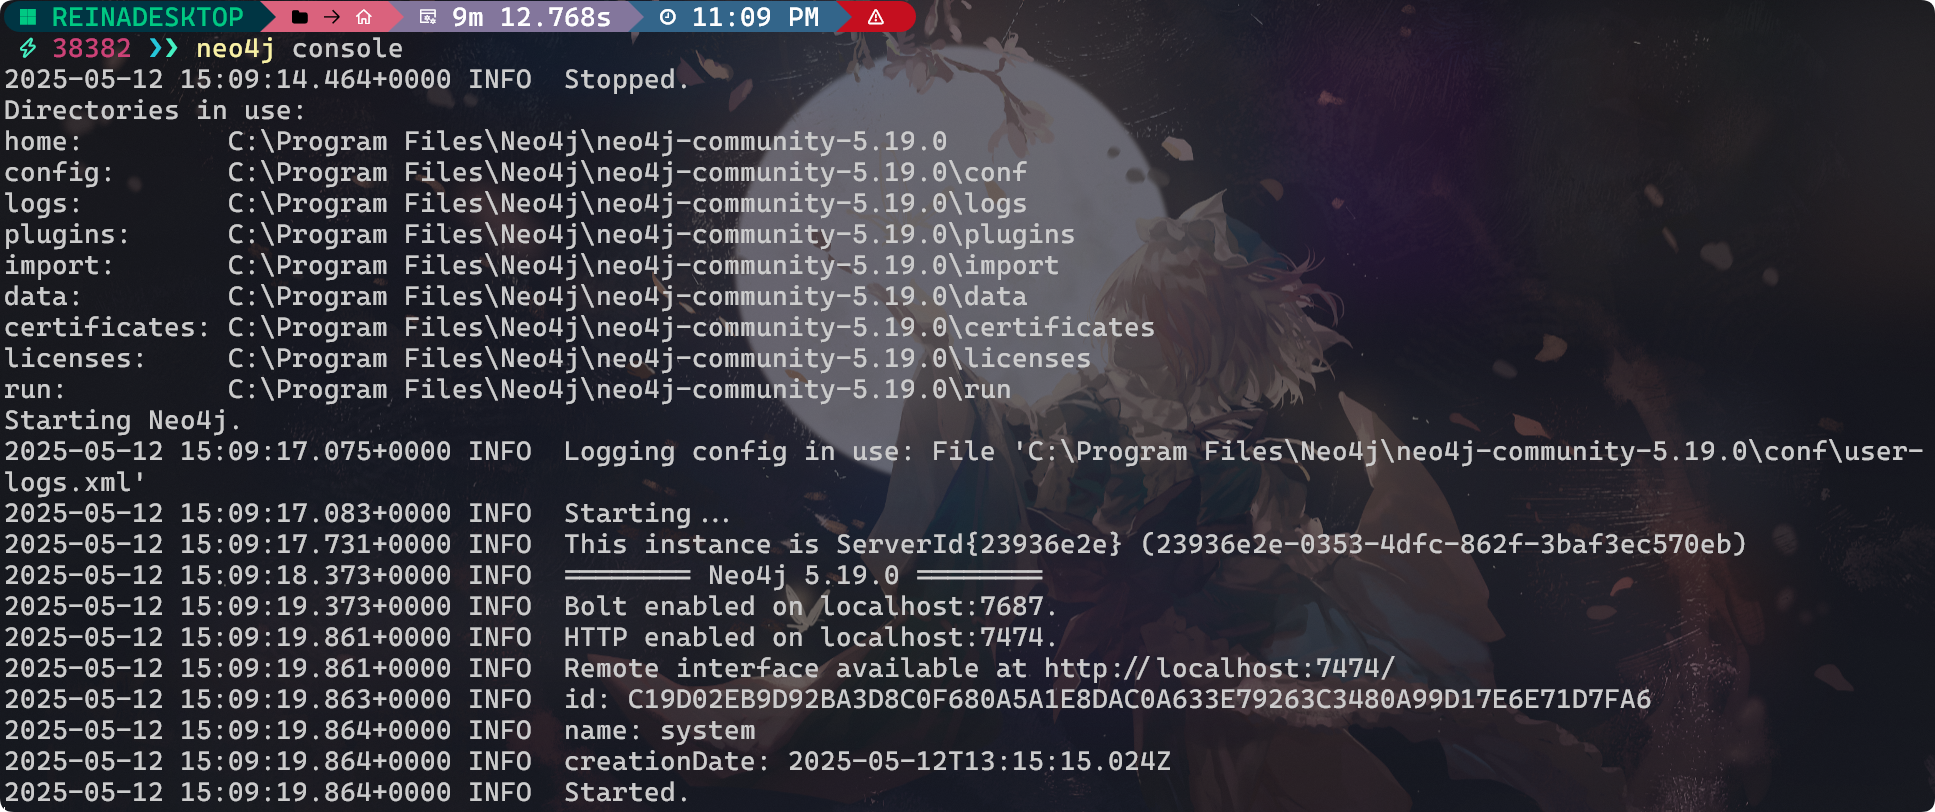 REINADESKTOP → 9m 12.768s 11:09 PM
38382 ❯❯ neo4j console
2025-05-12 15:09:14.464+0000 INFO  Stopped.
Directories in use:
home:         C:\Program Files\Neo4j\neo4j-community-5.19.0
config:       C:\Program Files\Neo4j\neo4j-community-5.19.0\conf
logs:         C:\Program Files\Neo4j\neo4j-community-5.19.0\logs
plugins:      C:\Program Files\Neo4j\neo4j-community-5.19.0\plugins
import:       C:\Program Files\Neo4j\neo4j-community-5.19.0\import
data:         C:\Program Files\Neo4j\neo4j-community-5.19.0\data
certificates: C:\Program Files\Neo4j\neo4j-community-5.19.0\certificates
licenses:     C:\Program Files\Neo4j\neo4j-community-5.19.0\licenses
run:          C:\Program Files\Neo4j\neo4j-community-5.19.0\run
Starting Neo4j.
2025-05-12 15:09:17.075+0000 INFO  Logging config in use: File 'C:\Program Files\Neo4j\neo4j-community-5.19.0\conf\user-
logs.xml'
2025-05-12 15:09:17.083+0000 INFO  Starting...
2025-05-12 15:09:17.731+0000 INFO  This instance is ServerId{23936e2e} (23936e2e-0353-4dfc-862f-3baf3ec570eb)
2025-05-12 15:09:18.373+0000 INFO  ======== Neo4j 5.19.0 ========
2025-05-12 15:09:19.373+0000 INFO  Bolt enabled on localhost:7687.
2025-05-12 15:09:19.861+0000 INFO  HTTP enabled on localhost:7474.
2025-05-12 15:09:19.861+0000 INFO  Remote interface available at http://localhost:7474/
2025-05-12 15:09:19.863+0000 INFO  id: C19D02EB9D92BA3D8C0F680A5A1E8DAC0A633E79263C3480A99D17E6E71D7FA6
2025-05-12 15:09:19.864+0000 INFO  name: system
2025-05-12 15:09:19.864+0000 INFO  creationDate: 2025-05-12T13:15:15.024Z
2025-05-12 15:09:19.864+0000 INFO  Started.